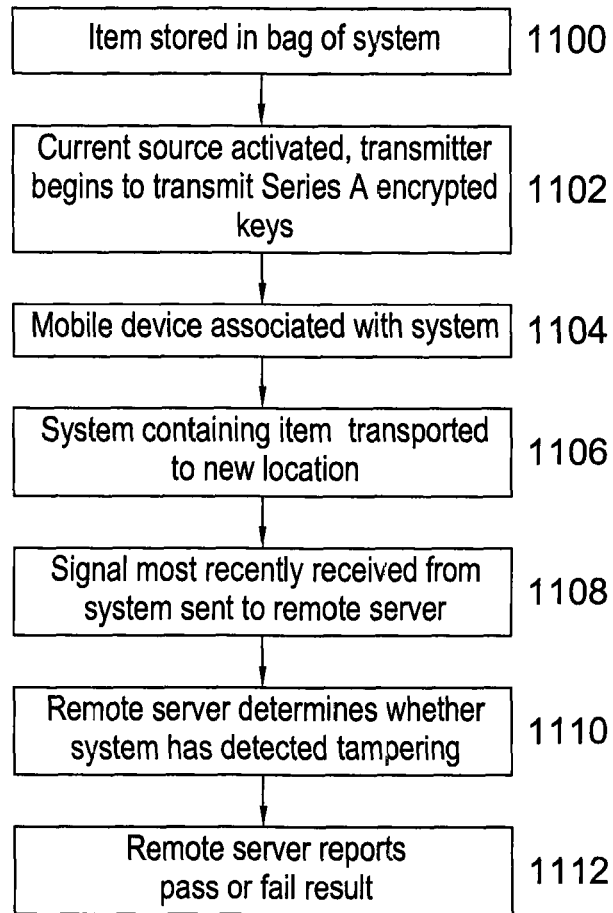 Item stored in bag of system
1100
Current source activated, transmitter
begins to transmit Series A encrypted
keys
1102
Mobile device associated with system
1104
System containing item transported
to new location
1106
Signal most recently received from
system sent to remote server
1108
Remote server determines whether
system has detected tampering
1110
Remote server reports
pass or fail result
1112